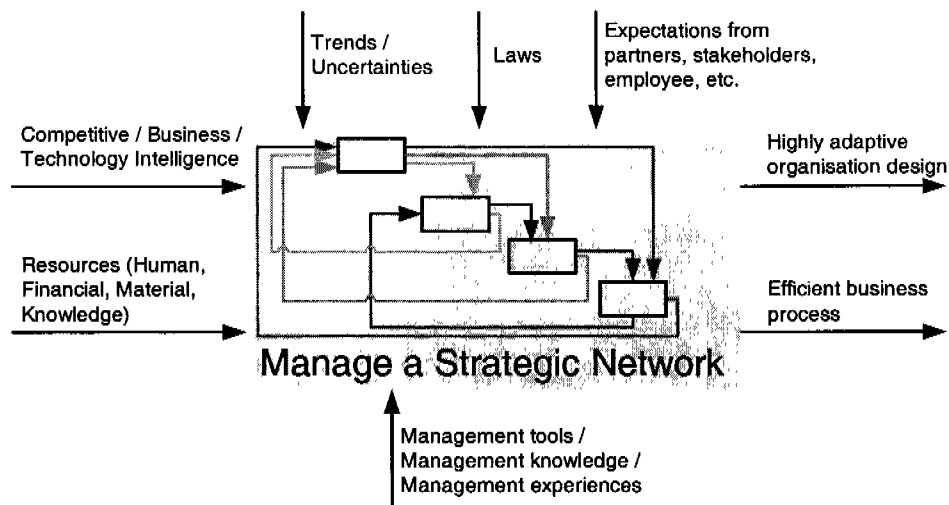 Trends /
Uncertainties
Laws
Expectations from
partners, stakeholders,
employee, etc.
Competitive / Business /
Technology Intelligence
Highly adaptive
organisation design
Resources (Human,
Financial, Material,
Knowledge)
Efficient business
process
Manage a Strategic Network
Management tools /
Management knowledge /
Management experiences